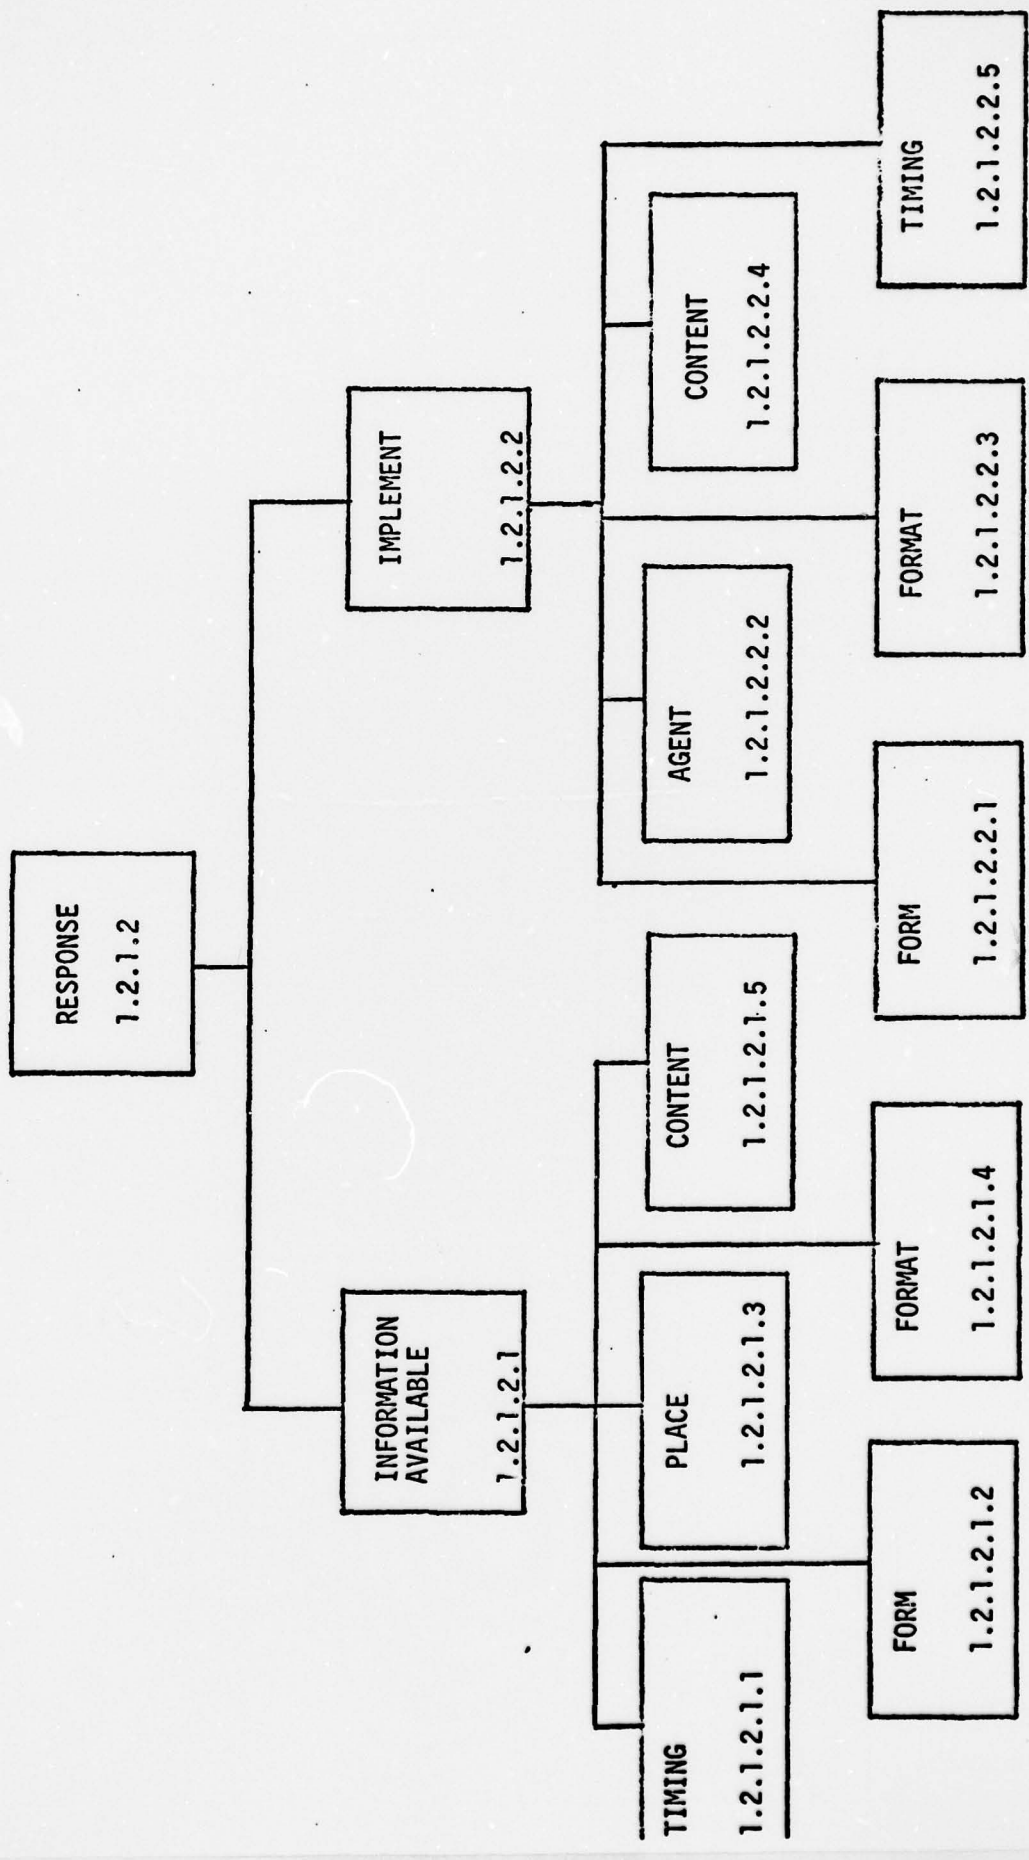 RESPONSE
1.2.1.2
INFORMATION
AVAILABLE
1.2.1.2.1
IMPLEMENT
1.2.1.2.2
TIMING
1.2.1.2.1.1
PLACE
1.2.1.2.1.3
CONTENT
1.2.1.2.1.5
AGENT
1.2.1.2.2.2
CONTENT
1.2.1.2.2.4
FORM
1.2.1.2.1.2
FORMAT
1.2.1.2.1.4
FORM
1.2.1.2.2.1
FORMAT
1.2.1.2.2.3
TIMING
1.2.1.2.2.5